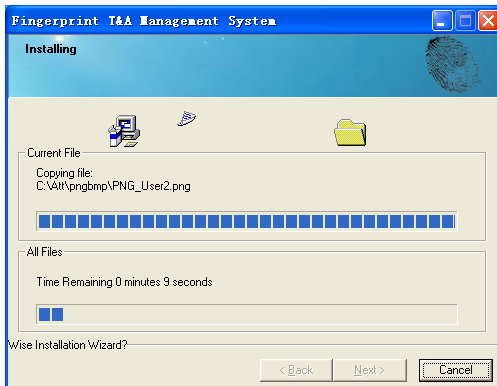 Fingerprint T&A Management System
Installing
Current File
Copying file:
C:\Att\pngbmp\PNG_User2.png
All Files
Time Remaining 0 minutes 9 seconds
Wise Installation Wizard?
< Back
Next >
Cancel